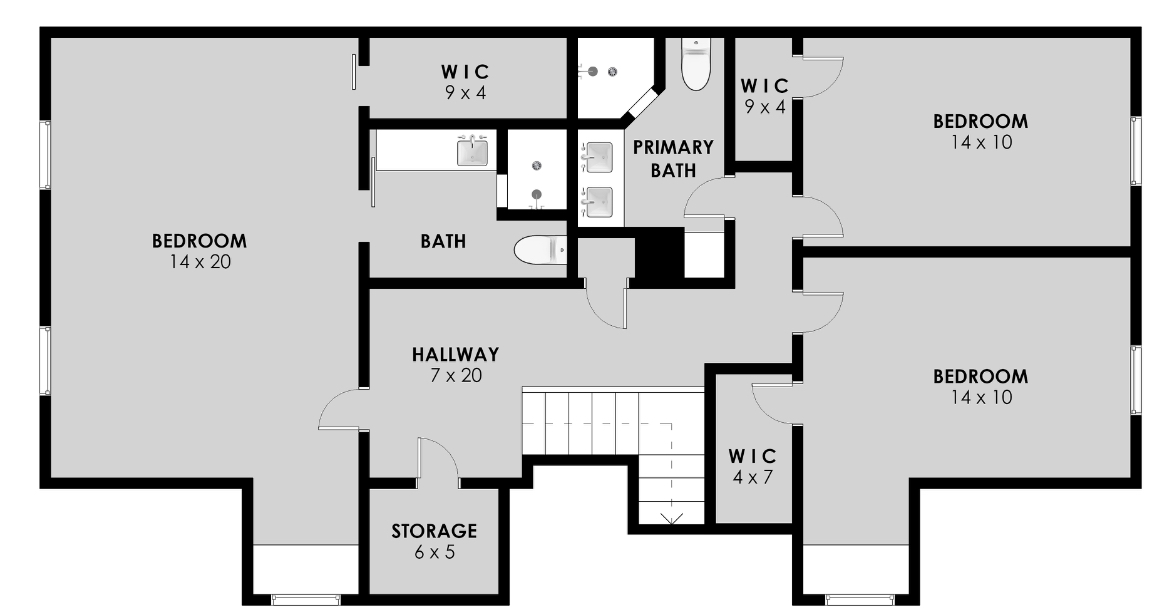 WIC
9 x 4
WIC
9 x 4
BEDROOM
14 x 10
PRIMARY
BATH
BEDROOM
14 x 20
BATH
HALLWAY
7 x 20
BEDROOM
14 x 10
WIC
4 x 7
STORAGE
6 x 5